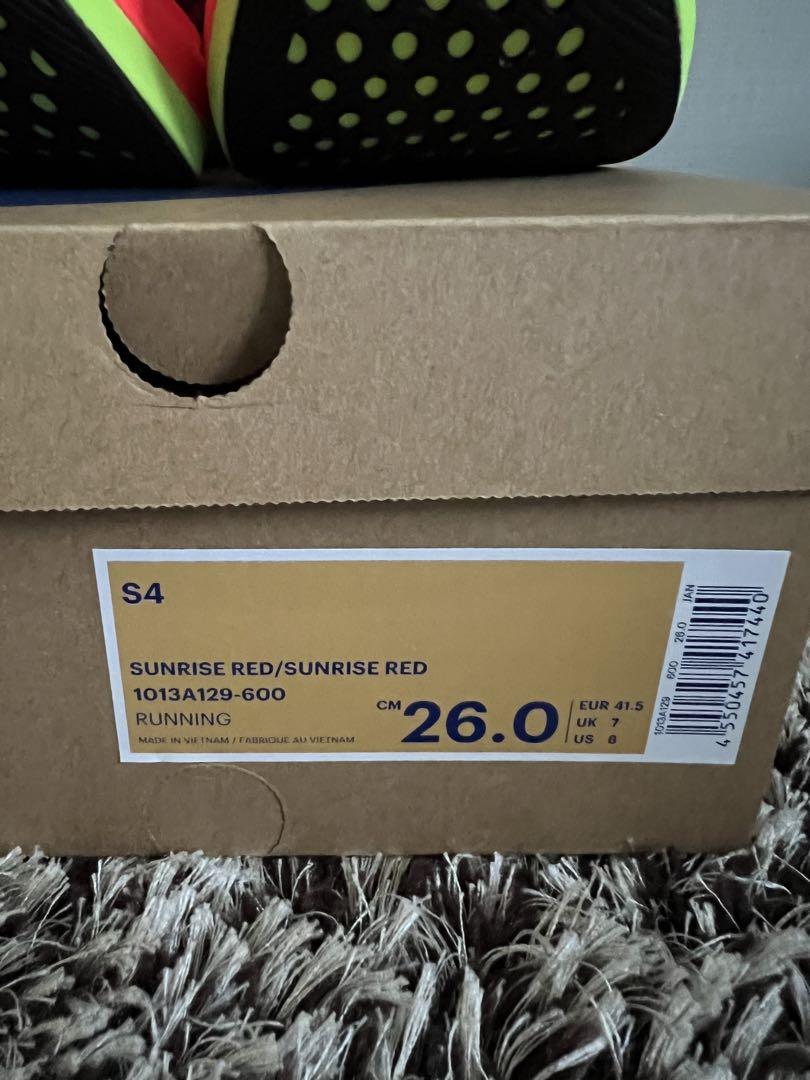 S4
SUNRISE RED/SUNRISE RED
1013A129-600
RUNNING
MADE IN VIETNAM / FABRIQUE AU VIETNAM
CM 26.0
EUR 41.5
UK 7
US 8
1013A129 600 26.0 JAN
4 550457 417440